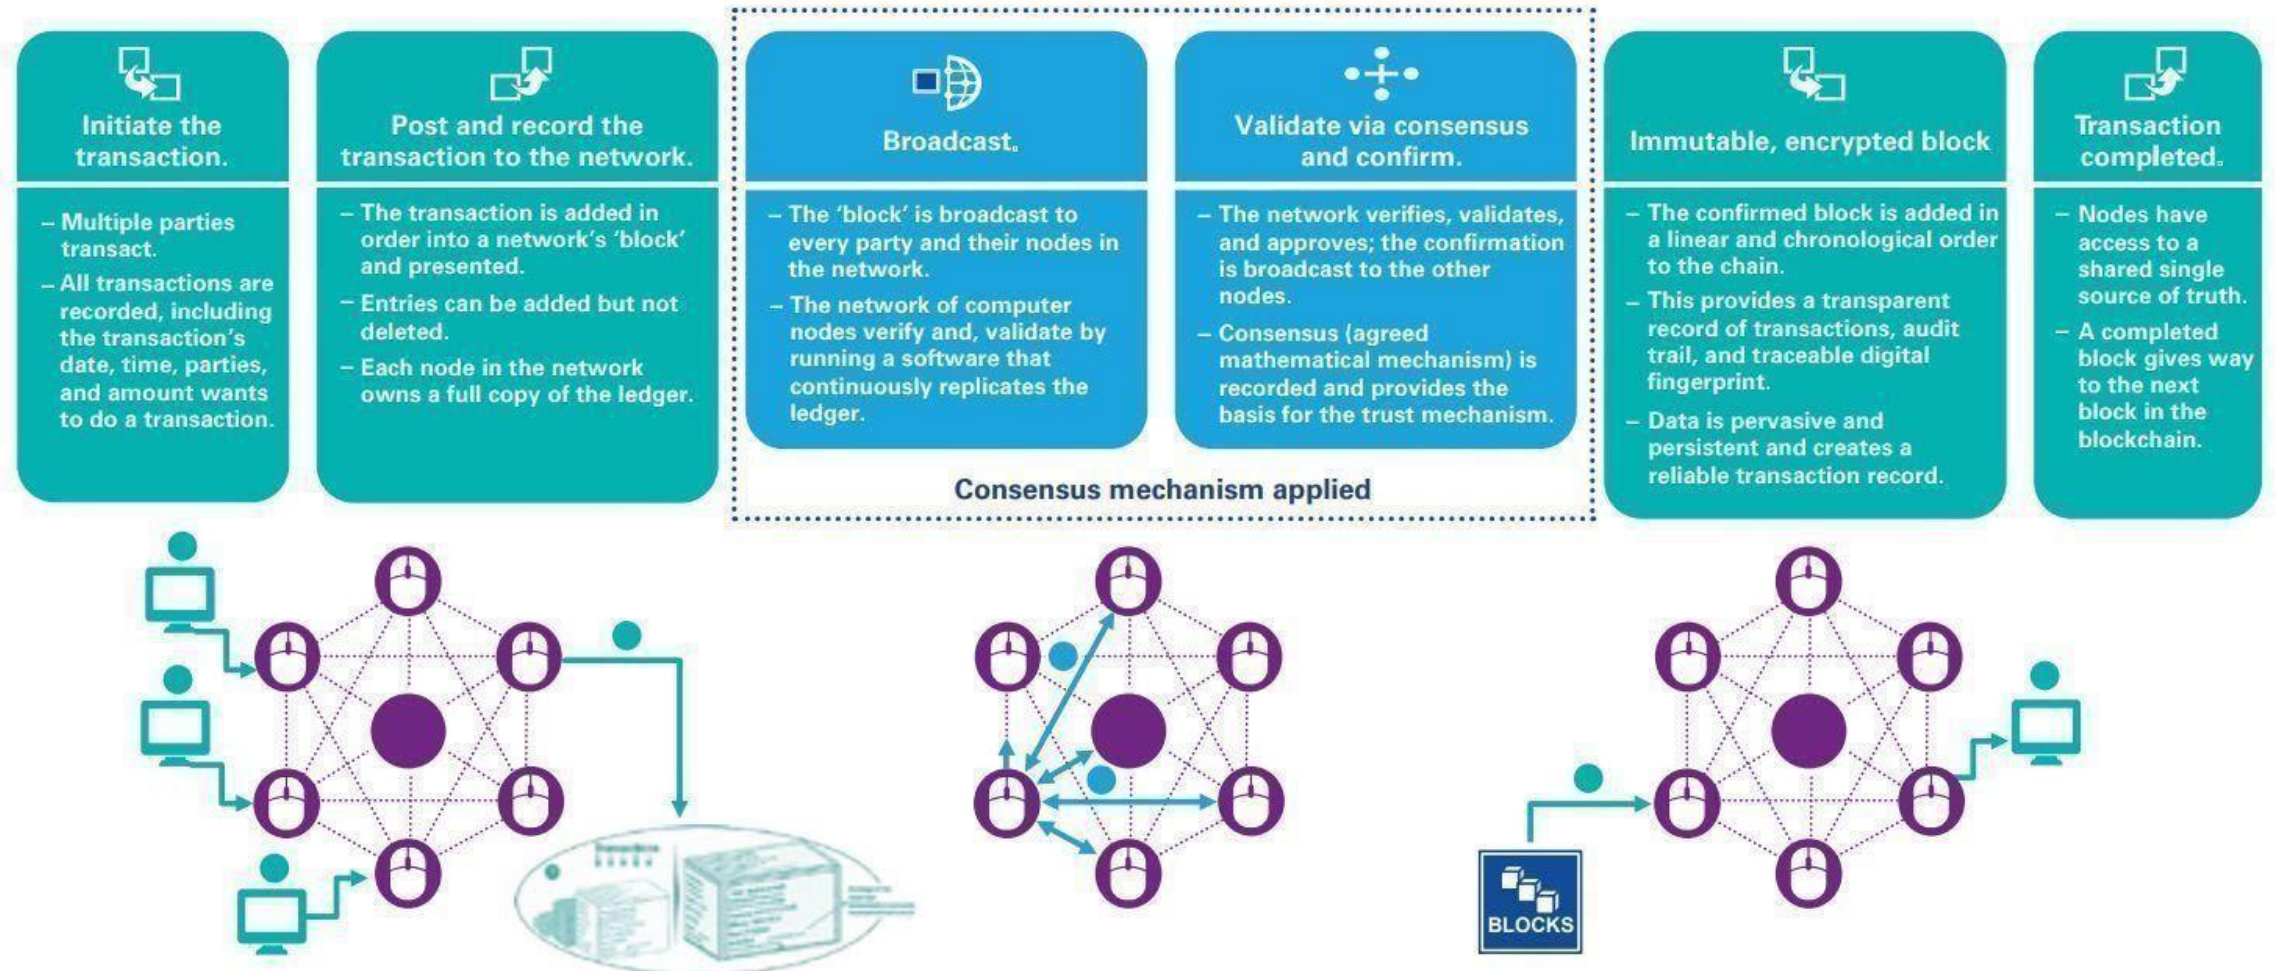 Initiate the
transaction.
– Multiple parties
transact.
– All transactions are
recorded, including
the transaction's
date, time, parties,
and amount wants
to do a transaction.
Post and record the
transaction to the network.
– The transaction is added in
order into a network's 'block'
and presented.
– Entries can be added but not
deleted.
– Each node in the network
owns a full copy of the ledger.
Broadcast.
– The 'block' is broadcast to
every party and their nodes in
the network.
– The network of computer
nodes verify and, validate by
running a software that
continuously replicates the
ledger.
Validate via consensus
and confirm.
– The network verifies, validates,
and approves; the confirmation
is broadcast to the other
nodes.
– Consensus (agreed
mathematical mechanism) is
recorded and provides the
basis for the trust mechanism.
Consensus mechanism applied
Immutable, encrypted block
– The confirmed block is added in
a linear and chronological order
to the chain.
– This provides a transparent
record of transactions, audit
trail, and traceable digital
fingerprint.
– Data is pervasive and
persistent and creates a
reliable transaction record.
Transaction
completed.
– Nodes have
access to a
shared single
source of truth.
– A completed
block gives way
to the next
block in the
blockchain.
BLOCKS